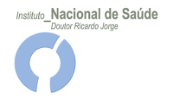 Instituto_Nacional de Saúde
Doutor Ricardo Jorge